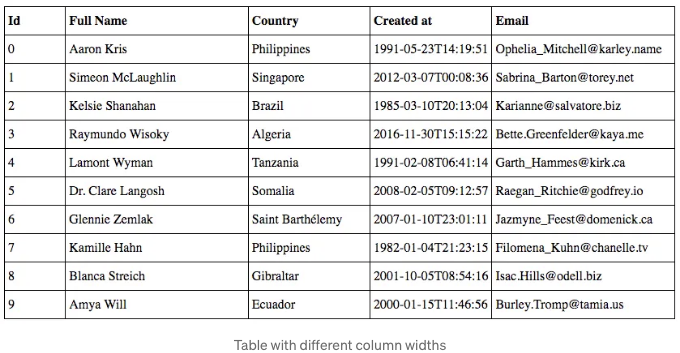 Id Full Name Country Created at Email
0 Aaron Kris Philippines 1991-05-23T14:19:51 Ophelia_Mitchell@karley.name
1 Simeon McLaughlin Singapore 2012-03-07T00:08:36 Sabrina_Barton@torey.net
2 Kelsie Shanahan Brazil 1985-03-10T20:13:04 Karianne@salvatore.biz
3 Raymundo Wisoky Algeria 2016-11-30T15:15:22 Bette.Greenfelder@kaya.me
4 Lamont Wyman Tanzania 1991-02-08T06:41:14 Garth_Hammes@kirk.ca
5 Dr. Clare Langosh Somalia 2008-02-05T09:12:57 Raegan_Ritchie@godfrey.io
6 Glennie Zemlak Saint Barthélemy 2007-01-10T23:01:11 Jazmyne_Feest@domenick.ca
7 Kamille Hahn Philippines 1982-01-04T21:23:15 Filomena_Kuhn@chanelle.tv
8 Blanca Streich Gibraltar 2001-10-05T08:54:16 Isac.Hills@odell.biz
9 Amya Will Ecuador 2000-01-15T11:46:56 Burley.Tromp@tamia.us
Table with different column widths